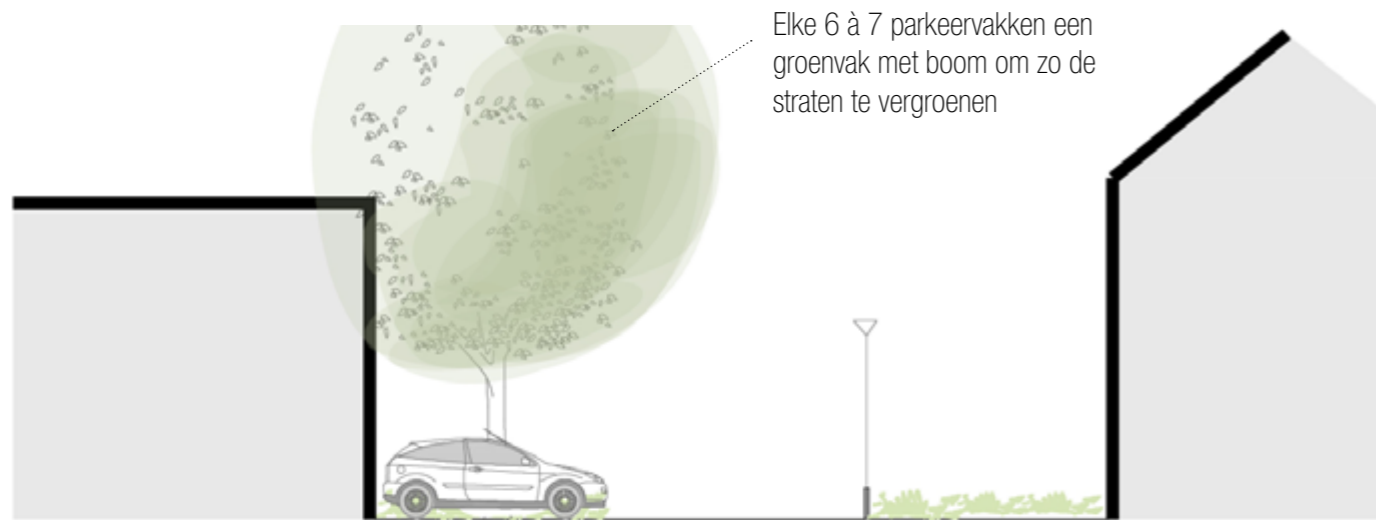 Elke 6 à 7 parkeervakken een
groenvak met boom om zo de
straten te vergroenen